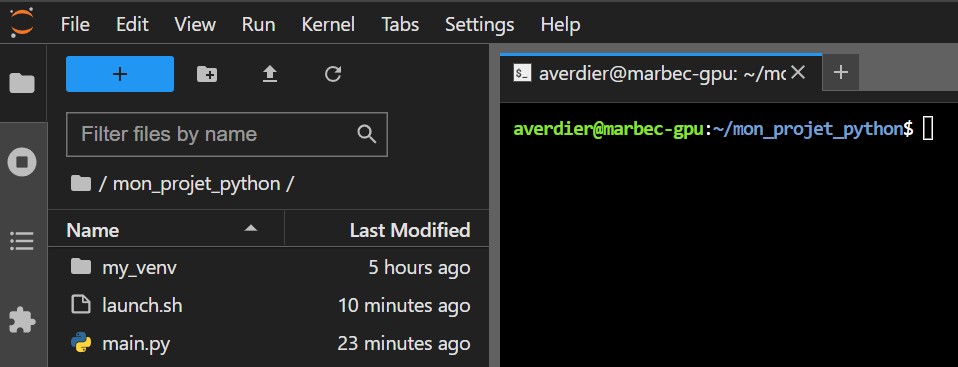 File Edit View Run Kernel Tabs Settings Help
+
Filter files by name
/ mon_projet_python /
Name Last Modified
my_venv 5 hours ago
launch.sh 10 minutes ago
main.py 23 minutes ago
$_ averdier@marbec-gpu: ~/mc
averdier@marbec-gpu:~/mon_projet_python$